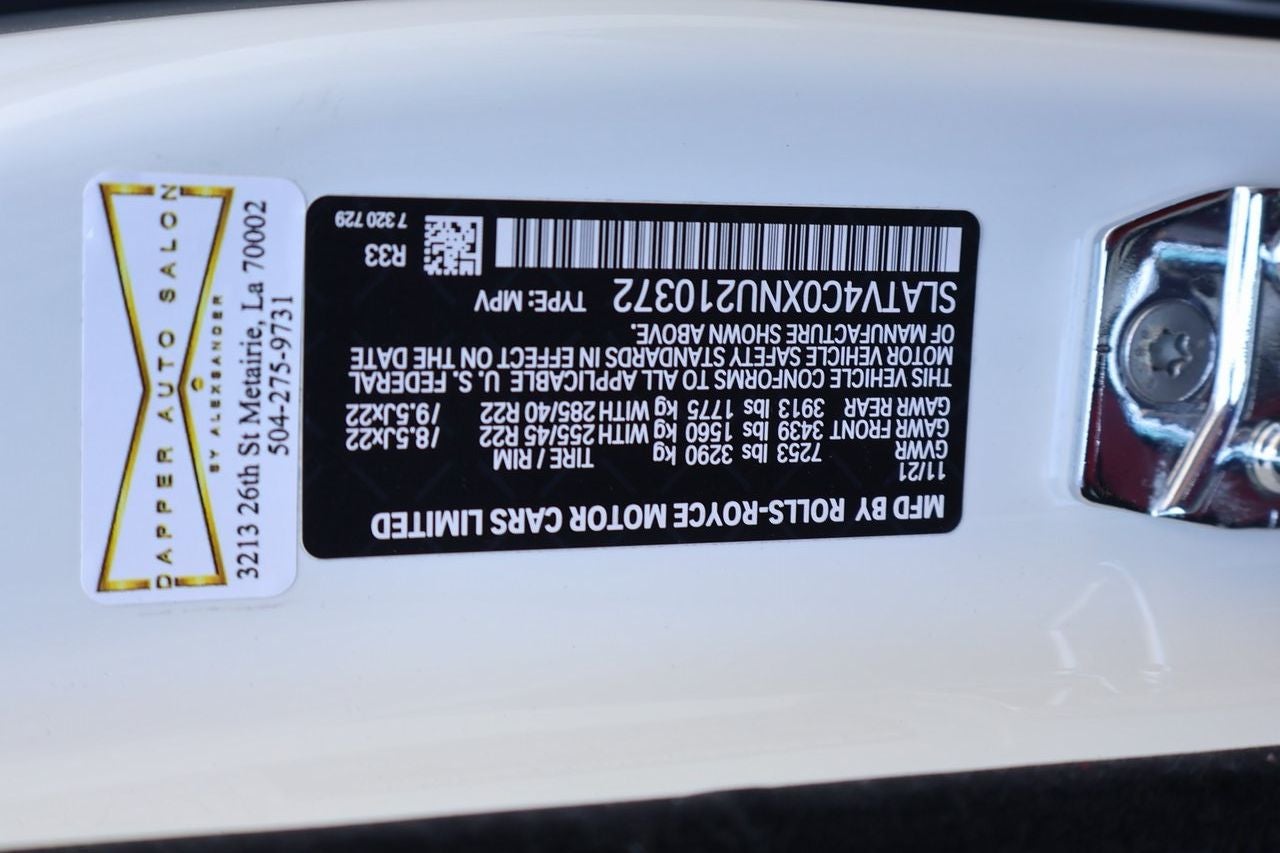 MFD BY ROLLS-ROYCE MOTOR CARS LIMITED
11/21
GVWR 7253 lbs 3290 kg TIRE / RIM
GAWR FRONT 3439 lbs 1560 kg WITH 255/45 R22 /8.5Jx22
GAWR REAR 3913 lbs 1775 kg WITH 285/40 R22 /9.5Jx22
THIS VEHICLE CONFORMS TO ALL APPLICABLE U.S. FEDERAL
MOTOR VEHICLE SAFETY STANDARDS IN EFFECT ON THE DATE
OF MANUFACTURE SHOWN ABOVE.
SLATV4C0XNU210372 TYPE: MPV
R33
7 320 729
DAPPER AUTO SALON
BY ALEXSANDER
3213 26th St Metairie, La 70002
504-275-9731